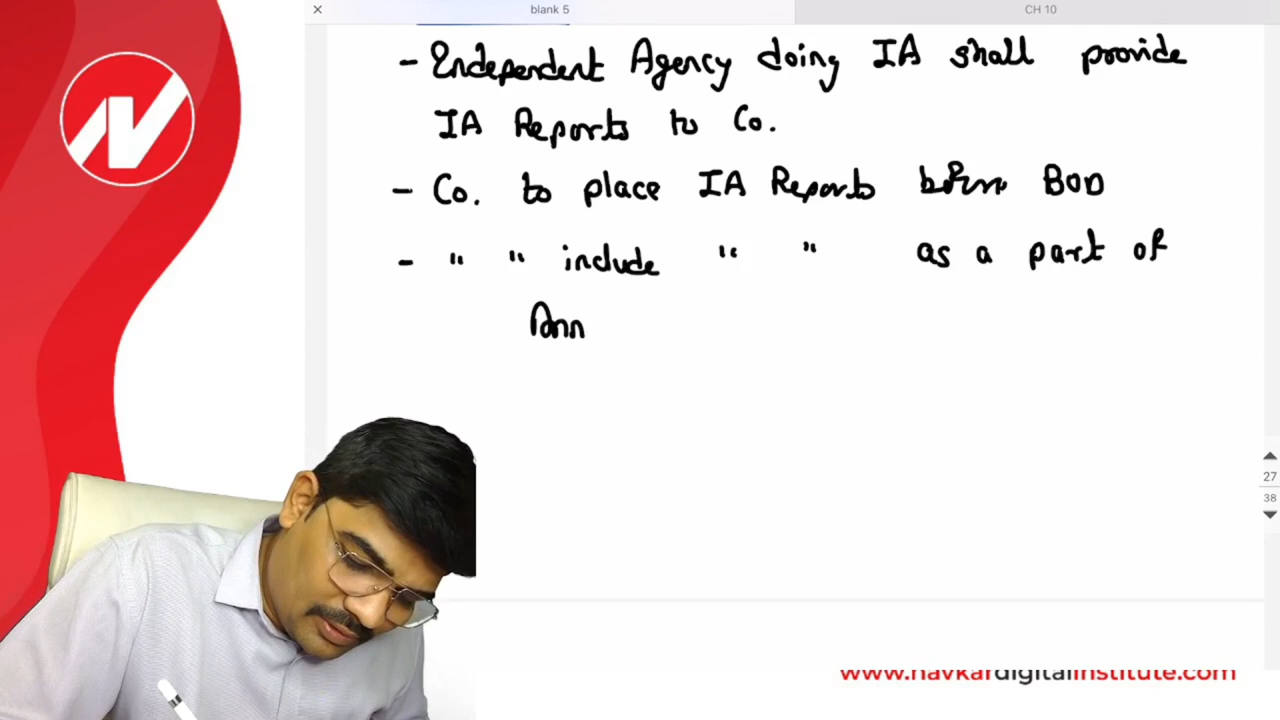 blank 5
CH 10
- Independent Agency doing IA shall provide
IA Reports to Co.
- Co. to place IA Reports before BOD
- " " include " " as a part of
Ann
27
38
www.navkardigitalinstitute.com